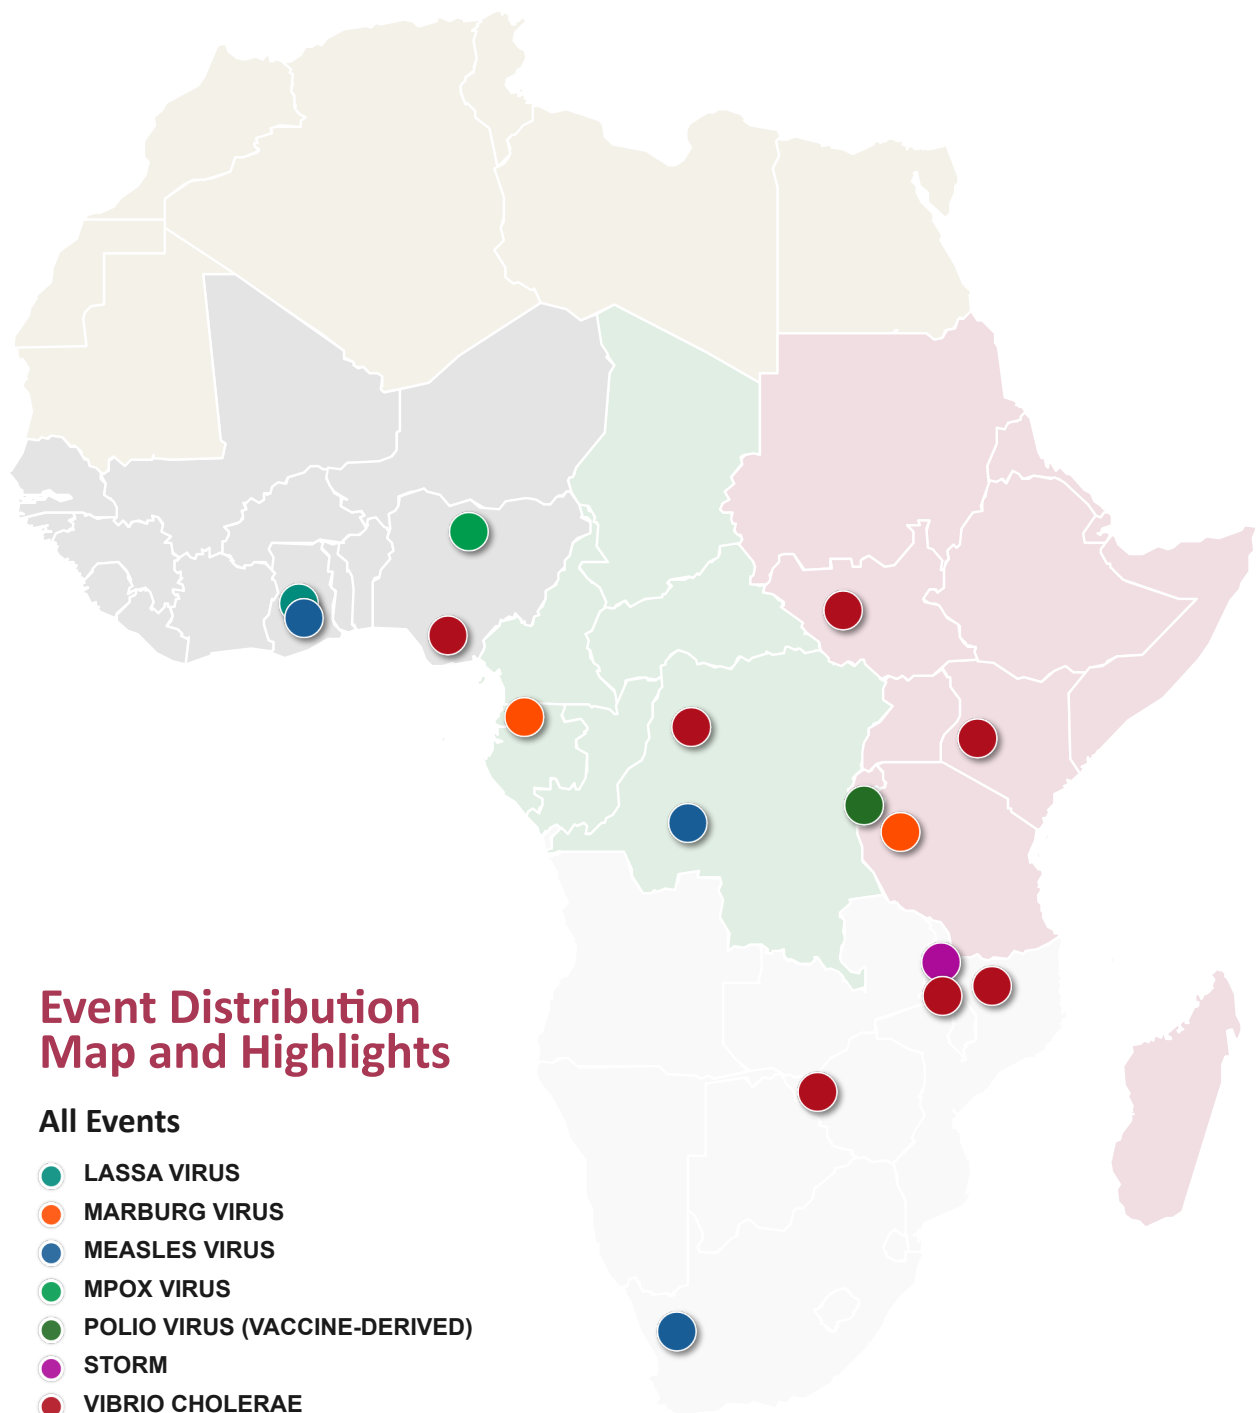 Event Distribution
Map and Highlights
All Events
LASSA VIRUS
MARBURG VIRUS
MEASLES VIRUS
MPOX VIRUS
POLIO VIRUS (VACCINE-DERIVED)
STORM
VIBRIO CHOLERAE